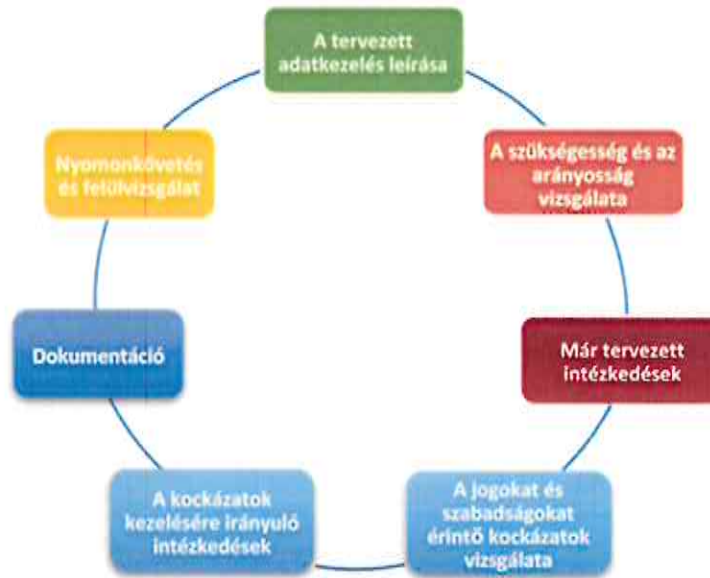 A tervezett
adatkezelés leírása
A szükségesség és az
arányosság
vizsgálata
Már tervezett
intézkedések
A jogokat és
szabadságokat
érintő kockázatok
vizsgálata
A kockázatok
kezelésére irányuló
intézkedések
Dokumentáció
Nyomonkövetés
és felülvizsgálat